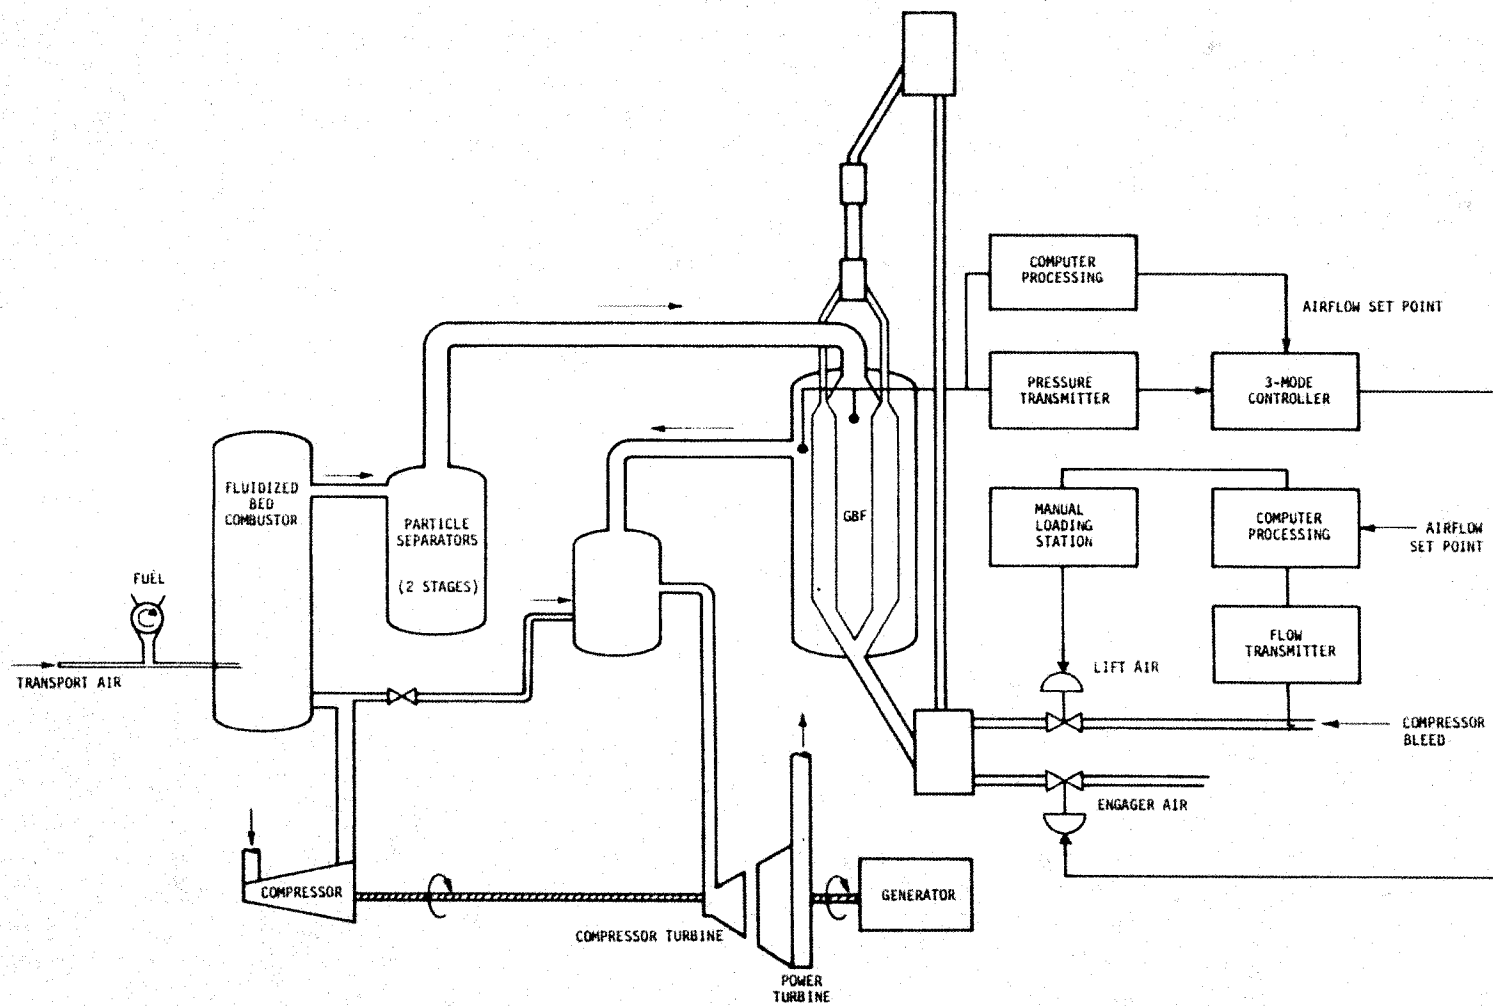 COMPUTER
PROCESSING
AIRFLOW SET POINT
PRESSURE
TRANSMITTER
3-MODE
CONTROLLER
FLUIDIZED
BED
COMBUSTOR
PARTICLE
SEPARATORS
(2 STAGES)
GBF
MANUAL
LOADING
STATION
COMPUTER
PROCESSING
AIRFLOW
SET POINT
FUEL
TRANSPORT AIR
FLOW
TRANSMITTER
LIFT AIR
COMPRESSOR
BLEED
ENGAGER AIR
COMPRESSOR
GENERATOR
COMPRESSOR TURBINE
POWER
TURBINE